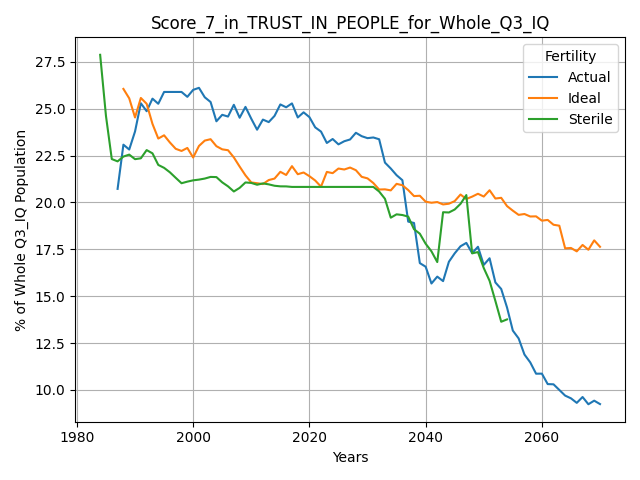 Score_7_in_TRUST_IN_PEOPLE_for_Whole_Q3_IQ
Fertility
Actual
Ideal
Sterile
% of Whole Q3_IQ Population
27.5
25.0
22.5
20.0
17.5
15.0
12.5
10.0
1980 2000 2020 2040 2060
Years